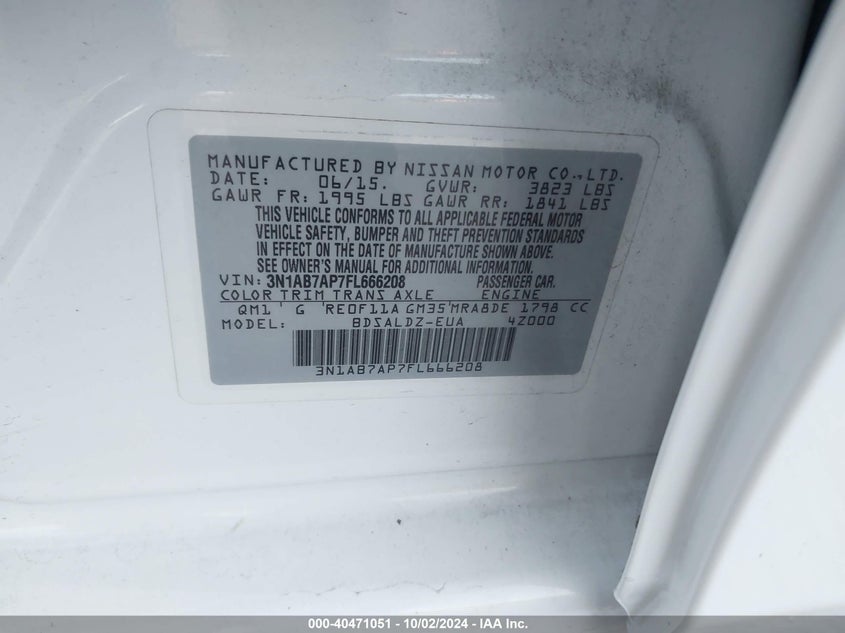 MANUFACTURED BY NISSAN MOTOR CO.,LTD.
DATE: 06/15. GVWR: 3823 LBS
GAWR FR: 1995 LBS GAWR RR: 1841 LBS
THIS VEHICLE CONFORMS TO ALL APPLICABLE FEDERAL MOTOR
VEHICLE SAFETY, BUMPER AND THEFT PREVENTION STANDARDS
IN EFFECT ON THE DATE OF MANUFACTURE SHOWN ABOVE.
SEE OWNER'S MANUAL FOR ADDITIONAL INFORMATION.
VIN: 3N1AB7AP7FL666208 PASSENGER CAR.
COLOR TRIM TRANS AXLE ENGINE
QM1 G RE0F11A GM35 MRA8DE 1798 CC
MODEL: BDSALDZ-EUA 4Z000
3N1AB7AP7FL666208
000-40471051 - 10/02/2024 - IAA Inc.